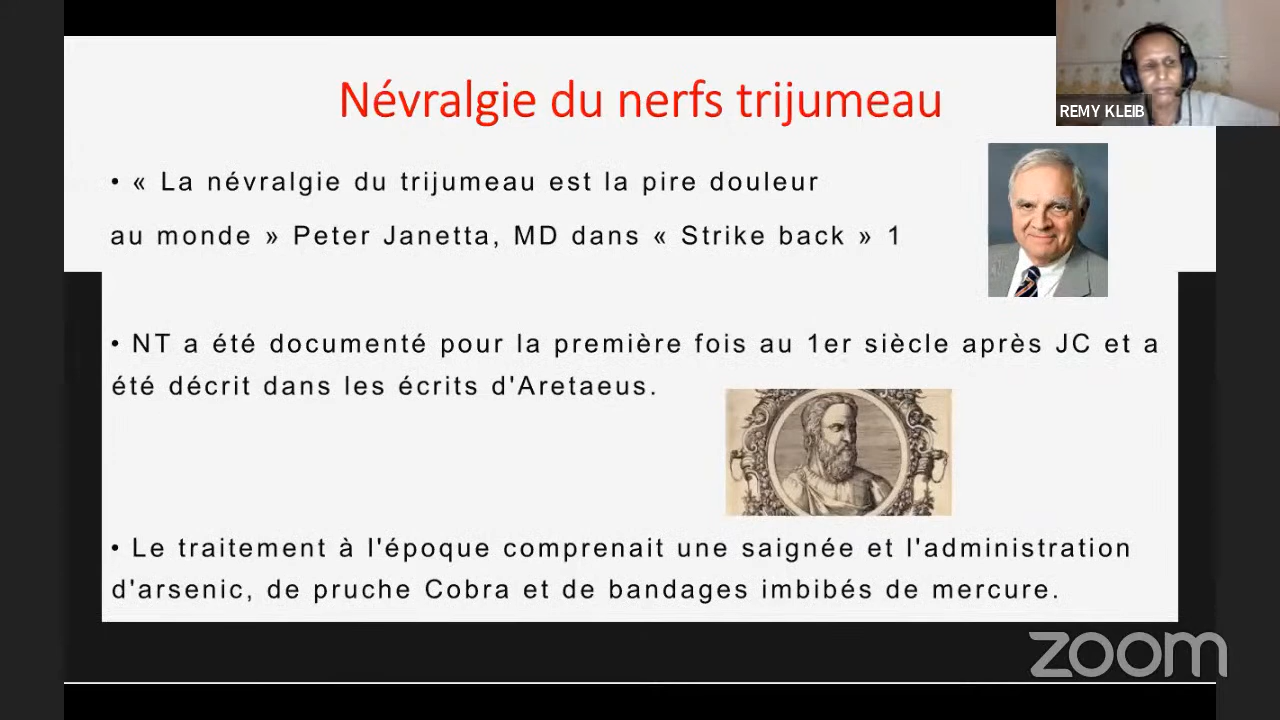 Névralgie du nerfs trijumeau
REMY KLEIB
• « La névralgie du trijumeau est la pire douleur
au monde » Peter Janetta, MD dans « Strike back » 1
• NT a été documenté pour la première fois au 1er siècle après JC et a
été décrit dans les écrits d'Aretaeus.
• Le traitement à l'époque comprenait une saignée et l'administration
d'arsenic, de pruche Cobra et de bandages imbibés de mercure.
zoom